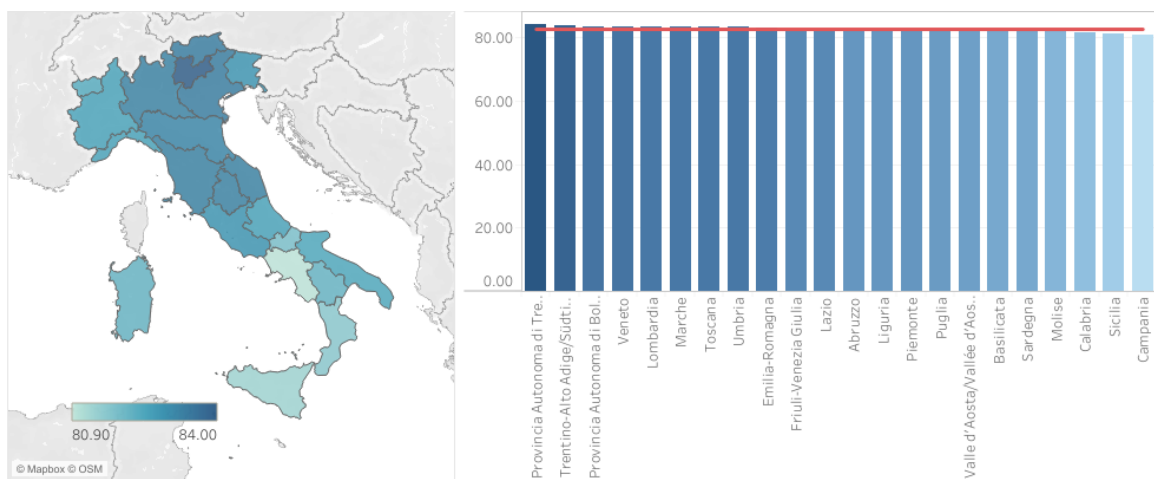 80.90
84.00
© Mapbox © OSM
80.00
60.00
40.00
20.00
0.00
Provincia Autonoma di Tre..
Trentino-Alto Adige/Südti..
Provincia Autonoma di Bol..
Veneto
Lombardia
Marche
Toscana
Umbria
Emilia-Romagna
Friuli-Venezia Giulia
Lazio
Abruzzo
Liguria
Piemonte
Puglia
Valle d'Aosta/Vallée d'Aos..
Basilicata
Sardegna
Molise
Calabria
Sicilia
Campania